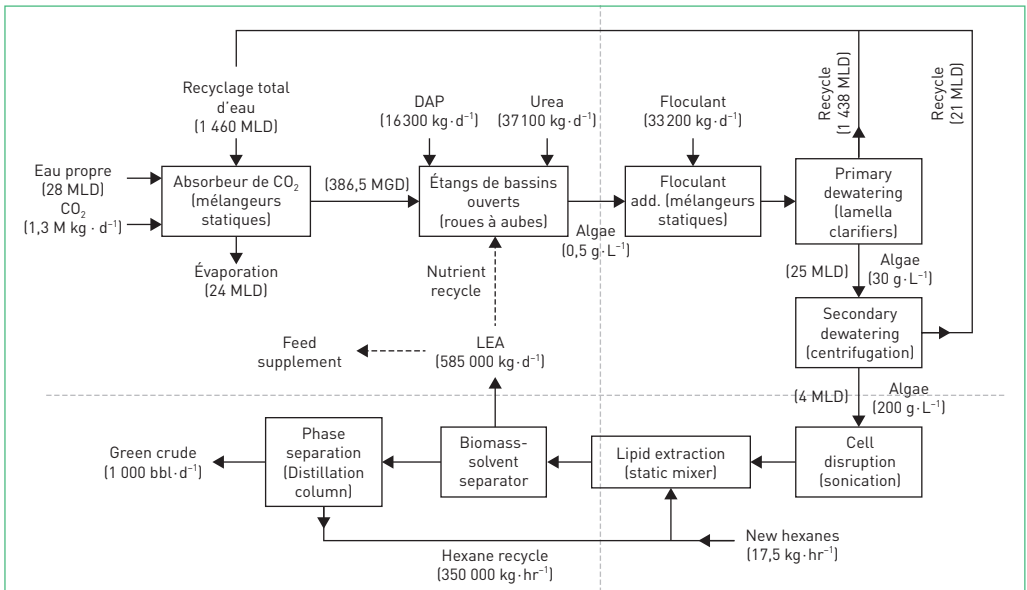 Recyclage total
d'eau
(1 460 MLD)
DAP
(16 300 kg·d⁻¹)
Urea
(37 100 kg·d⁻¹)
Floculant
(33 200 kg·d⁻¹)
Recycle
(1 438 MLD)
Recycle
(21 MLD)
Eau propre
(28 MLD)
CO₂
(1,3 M kg · d⁻¹)
Absorbeur de CO₂
(mélangeurs
statiques)
(386,5 MGD)
Étangs de bassins
ouverts
(roues à aubes)
Algae
(0,5 g·L⁻¹)
Floculant
add. (mélangeurs
statiques)
Primary
dewatering
(lamella
clarifiers)
Évaporation
(24 MLD)
Nutrient
recycle
(25 MLD)
Algae
(30 g·L⁻¹)
Secondary
dewatering
(centrifugation)
Feed
supplement
LEA
(585 000 kg·d⁻¹)
(4 MLD)
Algae
(200 g·L⁻¹)
Green crude
(1 000 bbl·d⁻¹)
Phase
separation
(Distillation
column)
Biomass-
solvent
separator
Lipid extraction
(static mixer)
Cell
disruption
(sonication)
Hexane recycle
(350 000 kg·hr⁻¹)
New hexanes
(17,5 kg·hr⁻¹)